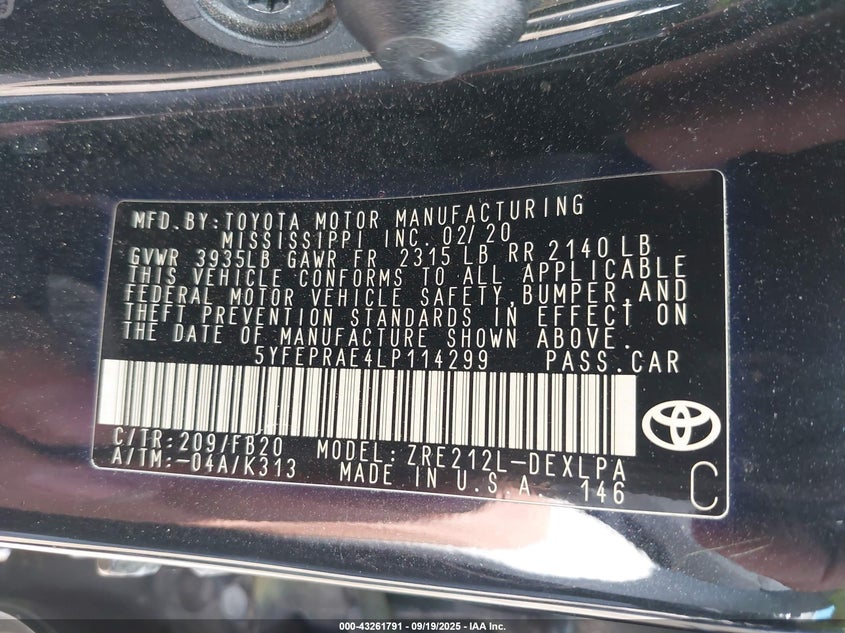 MFD.BY:TOYOTA MOTOR MANUFACTURING
MISSISSIPPI INC. 02/20
GVWR 3935LB GAWR FR 2315 LB RR 2140 LB
THIS VEHICLE CONFORMS TO ALL APPLICABLE
FEDERAL MOTOR VEHICLE SAFETY,BUMPER,AND
THEFT PREVENTION STANDARDS IN EFFECT ON
THE DATE OF MANUFACTURE SHOWN ABOVE.
5YFEPRAE4LP114299 PASS.CAR
C/TR:209/FB20 MODEL:ZRE212L-DEXLPA
A/TM:-04A/K313 MADE IN U.S.A. 146
C
000-43261791 - 09/19/2025 - IAA Inc.